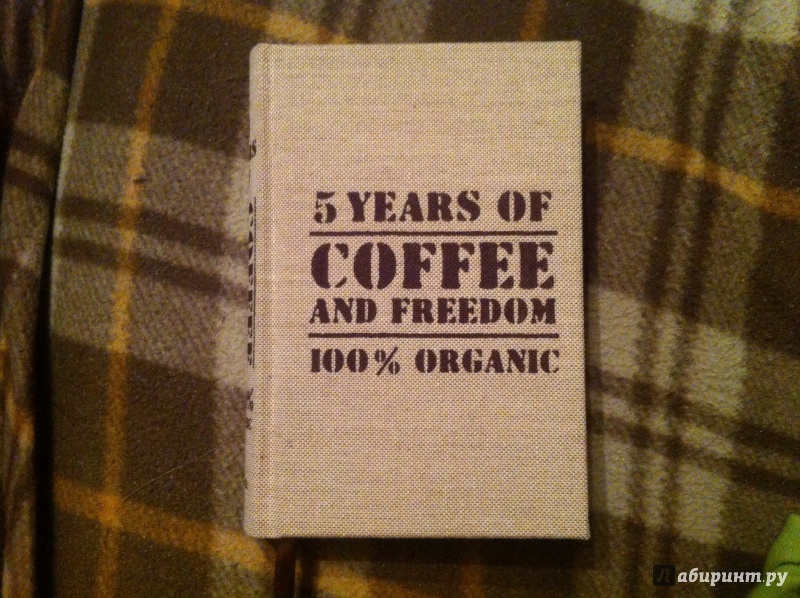 5 YEARS OF
COFFEE
AND FREEDOM
100% ORGANIC
Лабиринт.ру